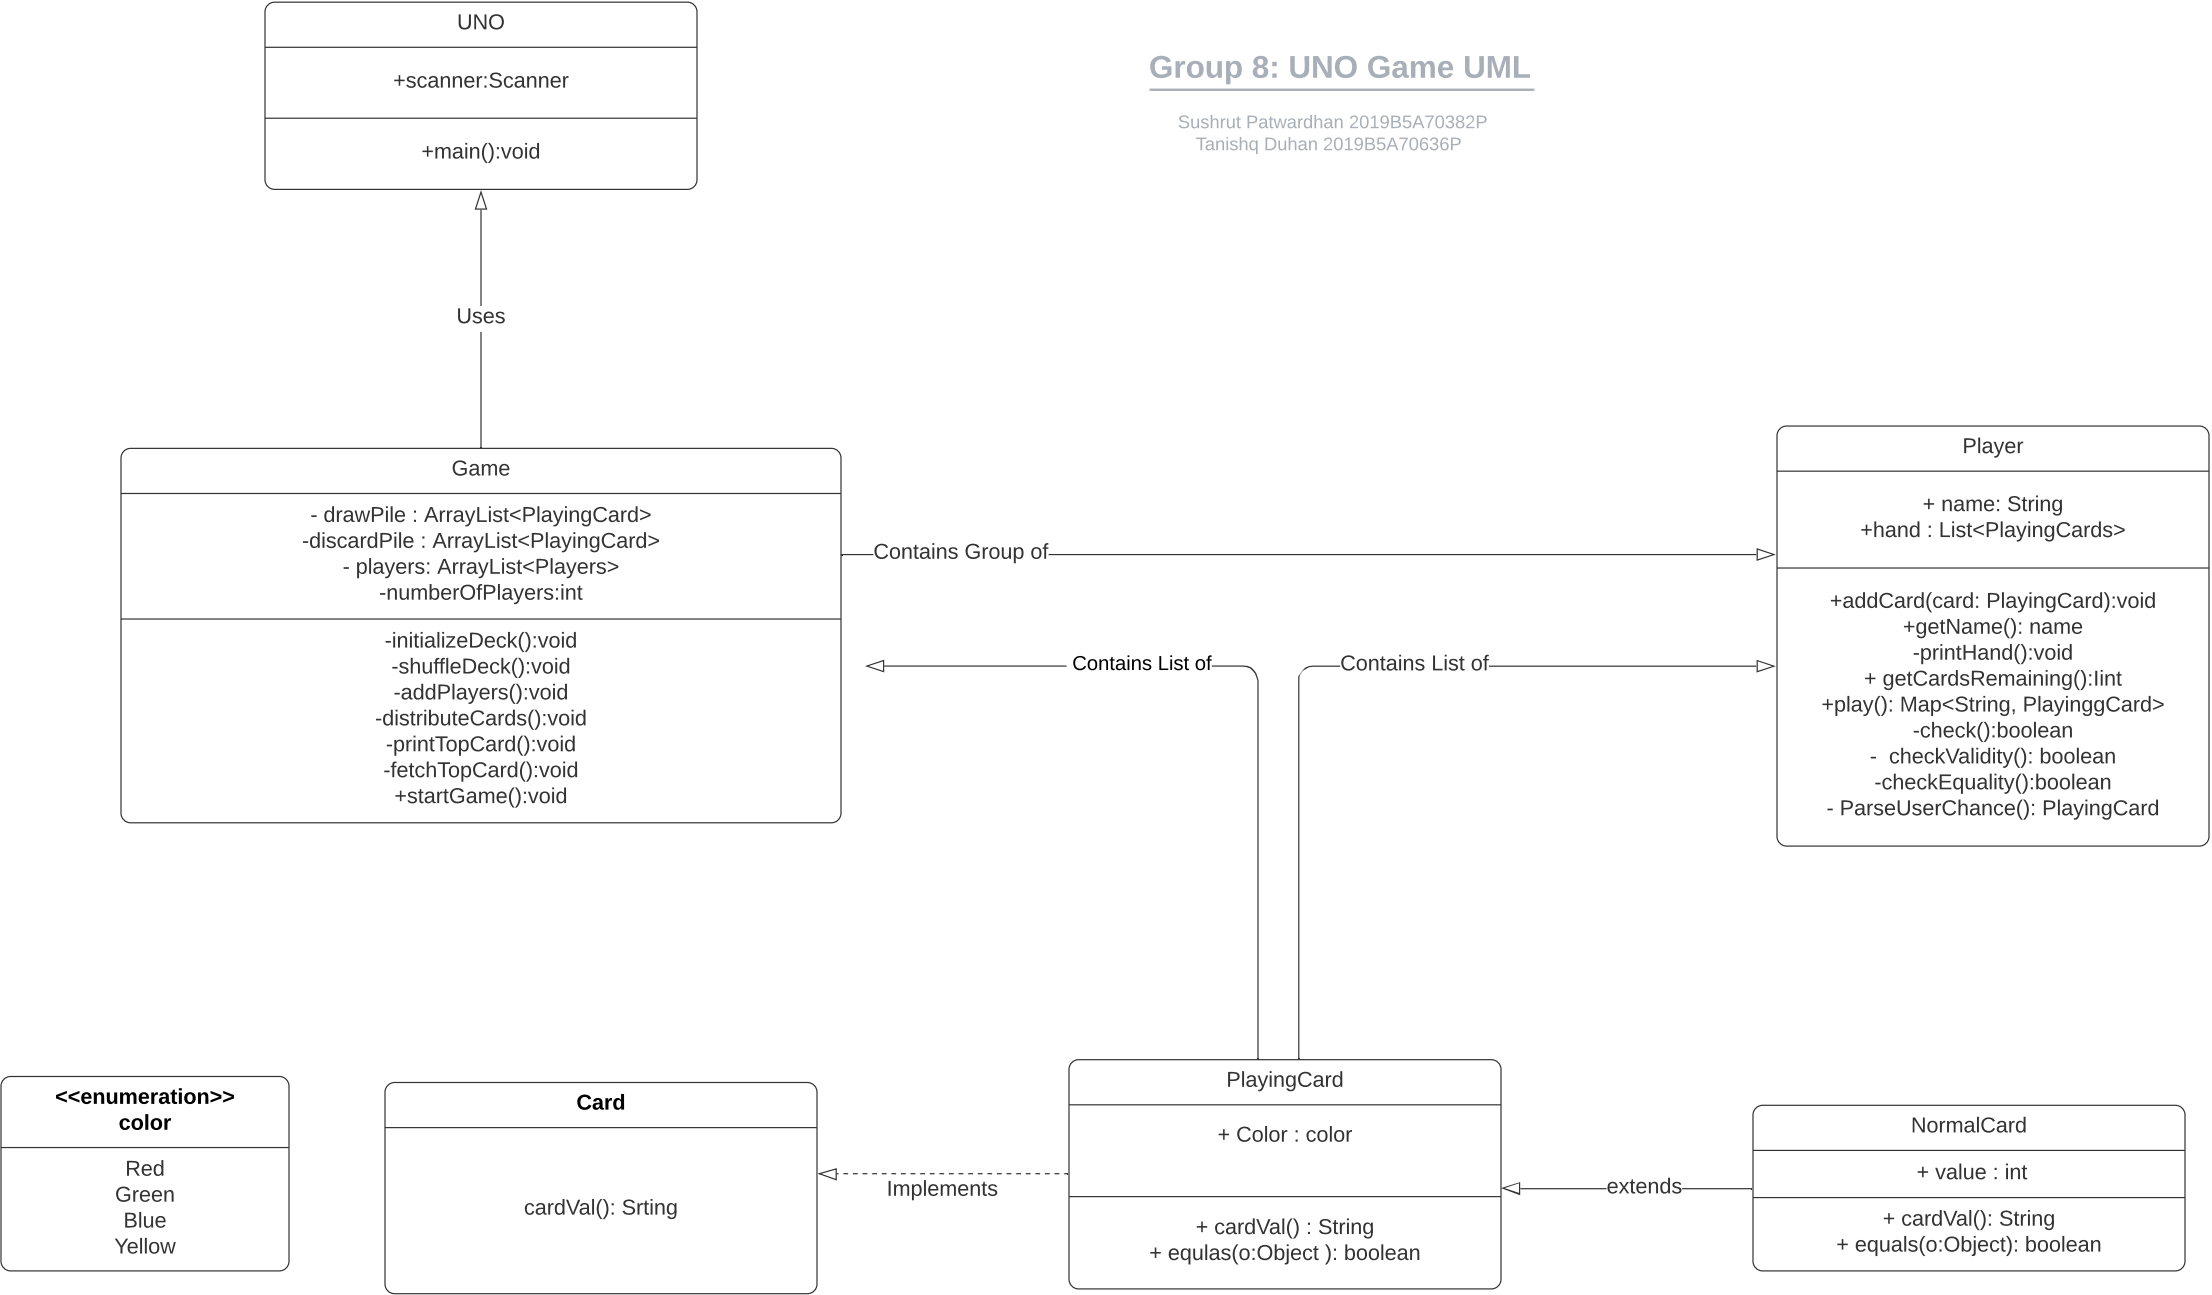 UNO
+scanner:Scanner
+main():void
Group 8: UNO Game UML
Sushrut Patwardhan 2019B5A70382P
Tanishq Duhan 2019B5A70636P
Uses
Game
- drawPile : ArrayList<PlayingCard>
-discardPile : ArrayList<PlayingCard>
- players: ArrayList<Players>
-numberOfPlayers:int
-initializeDeck():void
-shuffleDeck():void
-addPlayers():void
-distributeCards():void
-printTopCard():void
-fetchTopCard():void
+startGame():void
Contains Group of
Contains List of
Contains List of
Player
+ name: String
+hand : List<PlayingCards>
+addCard(card: PlayingCard):void
+getName(): name
-printHand():void
+ getCardsRemaining():Iint
+play(): Map<String, PlayinggCard>
-check():boolean
-  checkValidity(): boolean
-checkEquality():boolean
- ParseUserChance(): PlayingCard
<<enumeration>>
color
Red
Green
Blue
Yellow
Card
cardVal(): Srting
Implements
PlayingCard
+ Color : color
+ cardVal() : String
+ equlas(o:Object ): boolean
extends
NormalCard
+ value : int
+ cardVal(): String
+ equals(o:Object): boolean